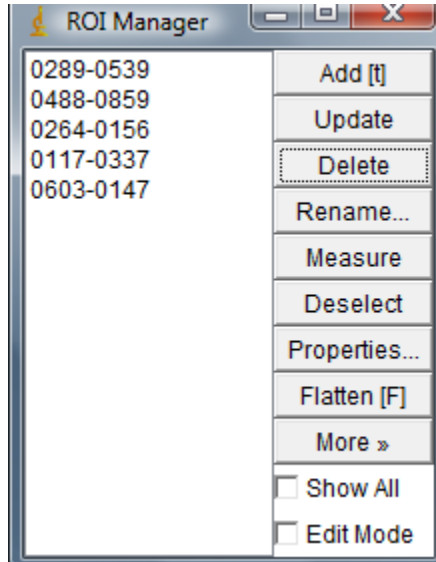 ROI Manager
0289-0539
0488-0859
0264-0156
0117-0337
0603-0147
Add [t]
Update
Delete
Rename...
Measure
Deselect
Properties...
Flatten [F]
More »
Show All
Edit Mode